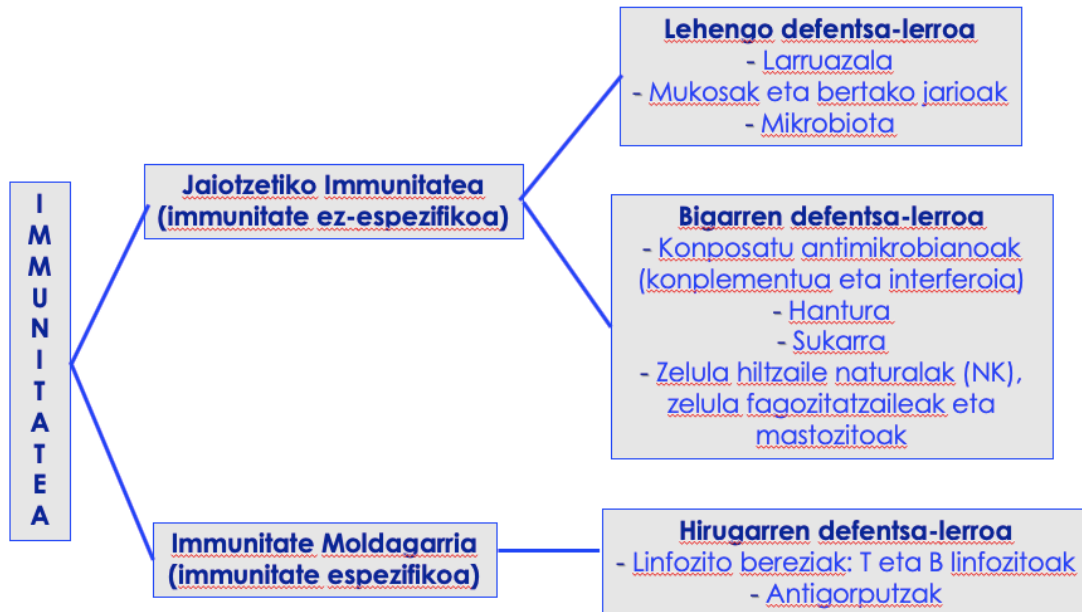 IMMUNITATEA
Jaiotzetiko Immunitatea
(immunitate ez-espezifikoa)
Lehengo defentsa-lerroa
- Larruazala
- Mukosak eta bertako jarioak
- Mikrobiota
Bigarren defentsa-lerroa
- Konposatu antimikrobianoak
(konplementua eta interferoia)
- Hantura
- Sukarra
- Zelula hiltzaile naturalak (NK),
zelula fagozitatzaileak eta
mastozitoak
Immunitate Moldagarria
(immunitate espezifikoa)
Hirugarren defentsa-lerroa
- Linfozito bereziak: T eta B linfozitoak
- Antigorputzak